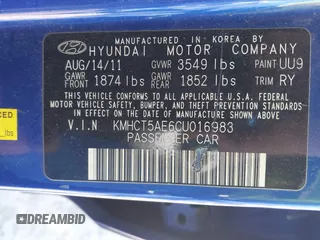 MANUFACTURED IN KOREA BY
HYUNDAI MOTOR COMPANY
AUG/14/11 GVWR 3549 lbs PAINT UU9
GAWR FRONT 1874 lbs GAWR REAR 1852 lbs TRIM RY
THIS VEHICLE CONFORMS TO ALL APPLICABLE
FEDERAL MOTOR VEHICLE SAFETY, BUMPER,
AND THEFT PREVENTION STANDARDS IN EFFECT
ON THE DATE OF MANUFACTURE SHOWN ABOVE.
V.I.N KMHCT5AE6CU016983
PASSENGER CAR
lbs
OTOBIDMASTER